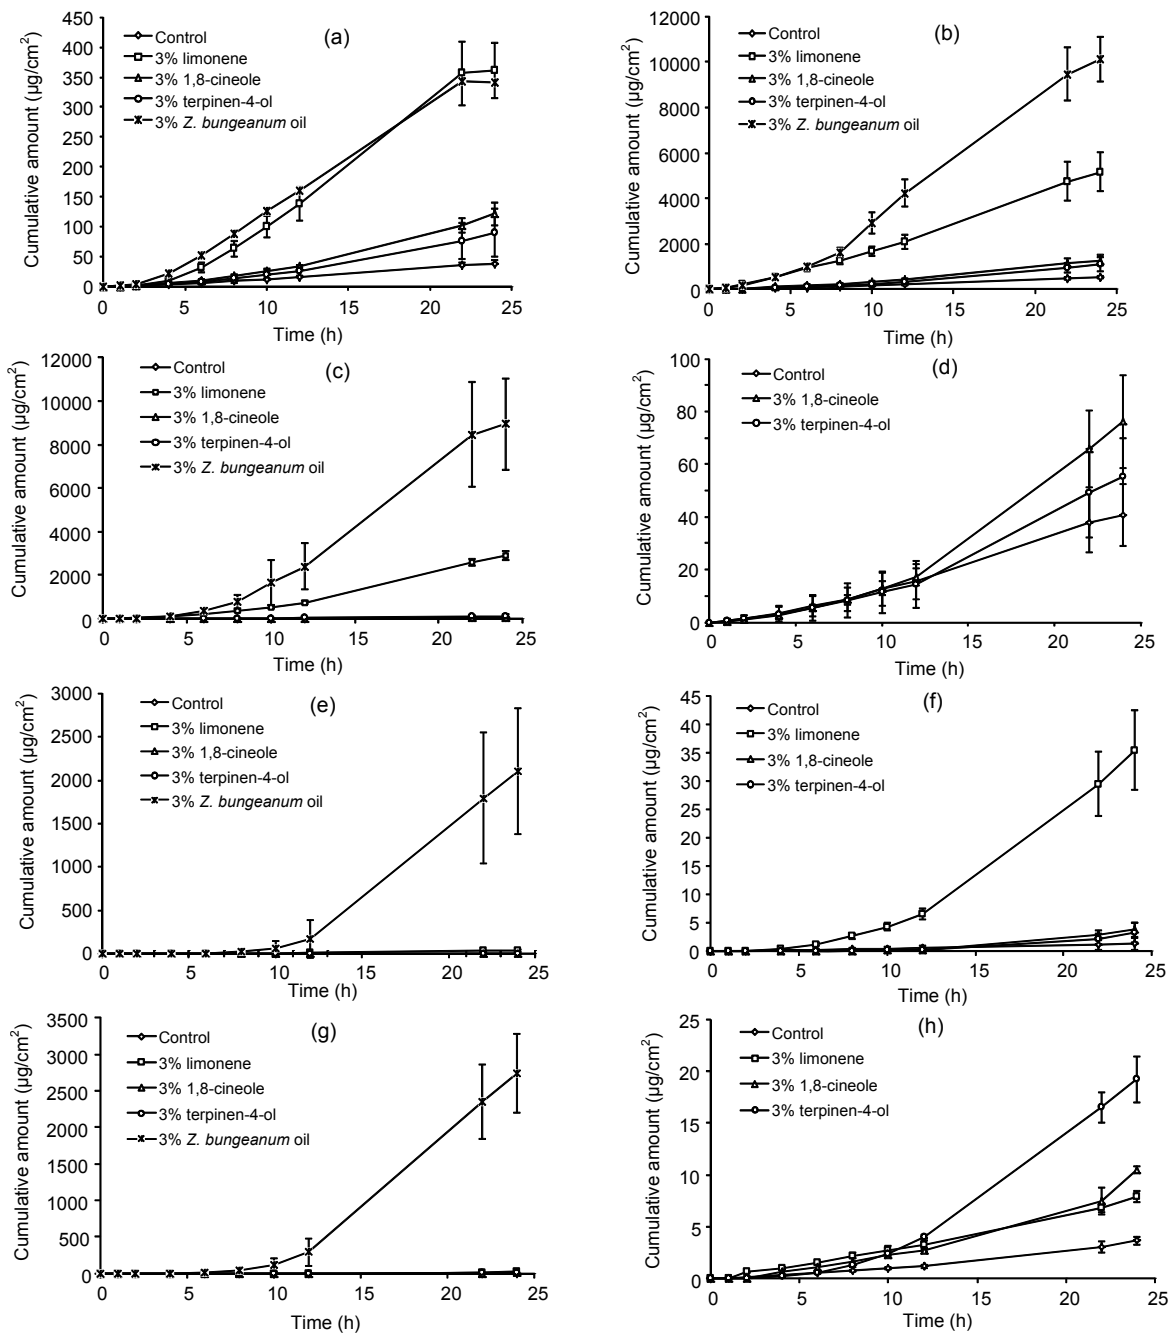 (a)
Control
3% limonene
3% 1,8-cineole
3% terpinen-4-ol
3% Z. bungeanum oil
Cumulative amount (µg/cm²)
450
400
350
300
250
200
150
100
50
0
0 5 10 15 20 25
Time (h)
(b)
Control
3% limonene
3% 1,8-cineole
3% terpinen-4-ol
3% Z. bungeanum oil
Cumulative amount (µg/cm²)
12000
10000
8000
6000
4000
2000
0
0 5 10 15 20 25
Time (h)
(c)
Control
3% limonene
3% 1,8-cineole
3% terpinen-4-ol
3% Z. bungeanum oil
Cumulative amount (µg/cm²)
12000
10000
8000
6000
4000
2000
0
0 5 10 15 20 25
Time (h)
(d)
Control
3% 1,8-cineole
3% terpinen-4-ol
Cumulative amount (µg/cm²)
100
80
60
40
20
0
0 5 10 15 20 25
Time (h)
(e)
Control
3% limonene
3% 1,8-cineole
3% terpinen-4-ol
3% Z. bungeanum oil
Cumulative amount (µg/cm²)
3000
2500
2000
1500
1000
500
0
0 5 10 15 20 25
Time (h)
(f)
Control
3% limonene
3% 1,8-cineole
3% terpinen-4-ol
Cumulative amount (µg/cm²)
45
40
35
30
25
20
15
10
5
0
0 5 10 15 20 25
Time (h)
(g)
Control
3% limonene
3% 1,8-cineole
3% terpinen-4-ol
3% Z. bungeanum oil
Cumulative amount (µg/cm²)
3500
3000
2500
2000
1500
1000
500
0
0 5 10 15 20 25
Time (h)
(h)
Control
3% limonene
3% 1,8-cineole
3% terpinen-4-ol
Cumulative amount (µg/cm²)
25
20
15
10
5
0
0 5 10 15 20 25
Time (h)